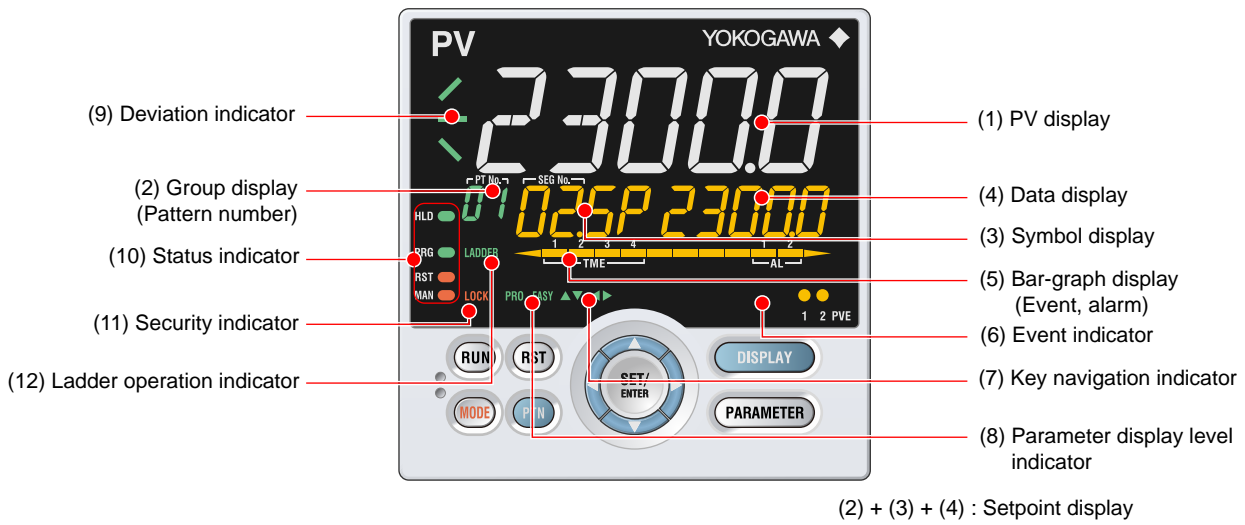 PV
YOKOGAWA
2300.0
(9) Deviation indicator
(1) PV display
PT No.
SEG No.
(2) Group display
(Pattern number)
01
02.SP 2300.0
(4) Data display
HLD
(3) Symbol display
1 2 3 4 1 2
(10) Status indicator
PRG
LADDER
TME
AL
(5) Bar-graph display
(Event, alarm)
RST
MAN
LOCK
PRO EASY
(11) Security indicator
1 2 PVE
(6) Event indicator
RUN
RST
DISPLAY
(12) Ladder operation indicator
SET/
ENTER
(7) Key navigation indicator
MODE
PTN
PARAMETER
(8) Parameter display level
indicator
(2) + (3) + (4) : Setpoint display